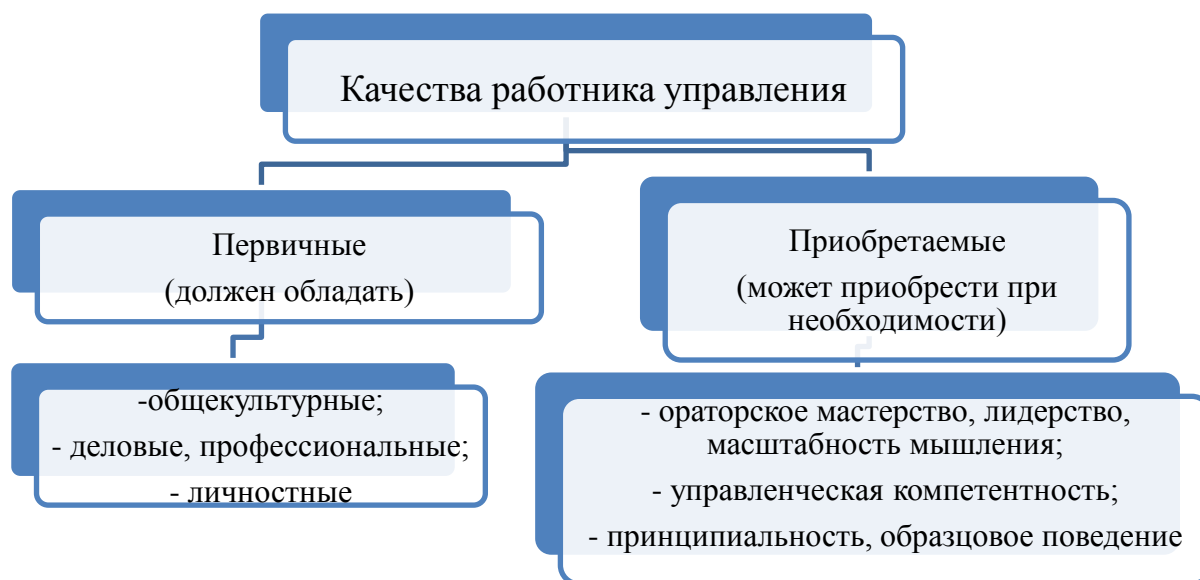 Качества работника управления
Первичные
(должен обладать)
Приобретаемые
(может приобрести при
необходимости)
-общекультурные;
- деловые, профессиональные;
- личностные
- ораторское мастерство, лидерство,
масштабность мышления;
- управленческая компетентность;
- принципиальность, образцовое поведение